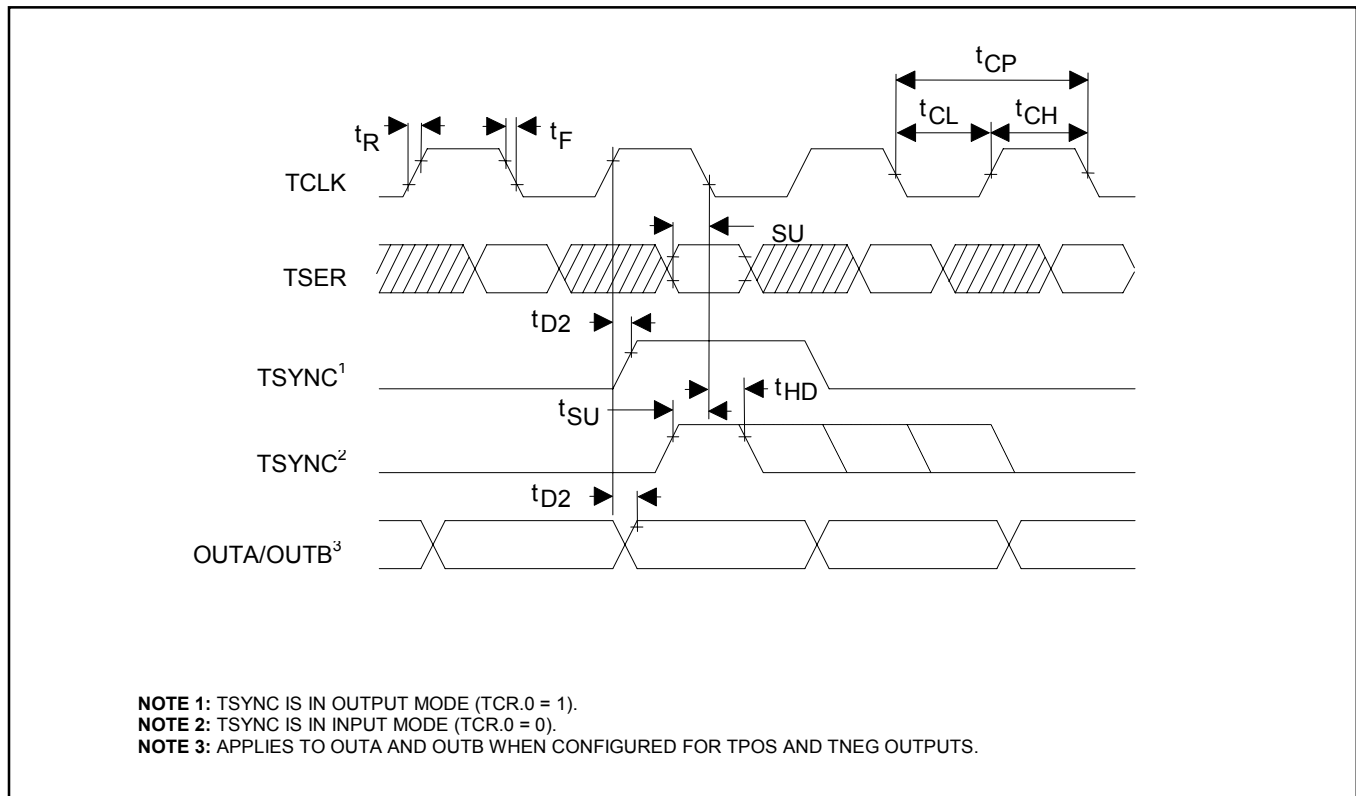 tCP
tCL tCH
tR tF
TCLK
SU
TSER
tD2
TSYNC1
tHD
tSU
TSYNC2
tD2
OUTA/OUTB3
NOTE 1: TSYNC IS IN OUTPUT MODE (TCR.0 = 1).
NOTE 2: TSYNC IS IN INPUT MODE (TCR.0 = 0).
NOTE 3: APPLIES TO OUTA AND OUTB WHEN CONFIGURED FOR TPOS AND TNEG OUTPUTS.